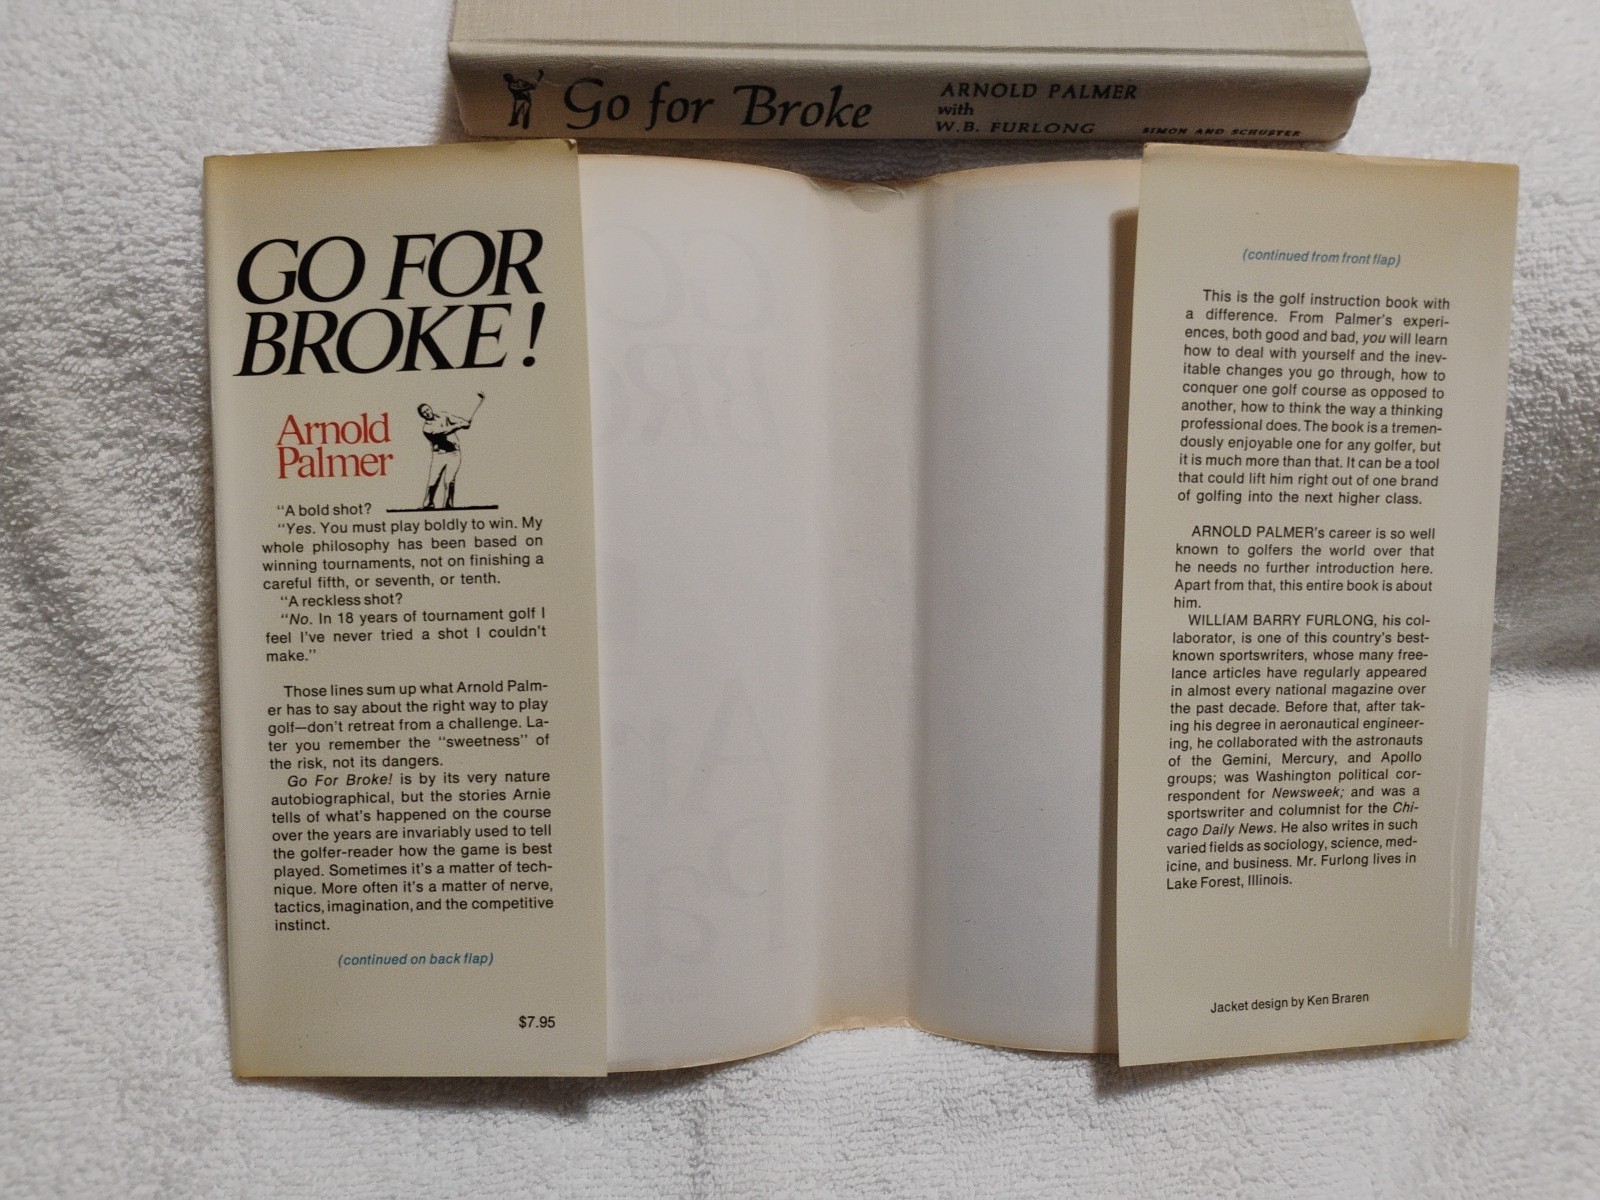 Go for Broke
ARNOLD PALMER
with
W.B. FURLONG
SIMON AND SCHUSTER
GO FOR
BROKE!
Arnold
Palmer
"A bold shot?
"Yes. You must play boldly to win. My
whole philosophy has been based on
winning tournaments, not on finishing a
careful fifth, or seventh, or tenth.
"A reckless shot?
"No. In 18 years of tournament golf I
feel I've never tried a shot I couldn't
make."
Those lines sum up what Arnold Palm-
er has to say about the right way to play
golf—don't retreat from a challenge. La-
ter you remember the "sweetness" of
the risk, not its dangers.
Go For Broke! is by its very nature
autobiographical, but the stories Arnie
tells of what's happened on the course
over the years are invariably used to tell
the golfer-reader how the game is best
played. Sometimes it's a matter of tech-
nique. More often it's a matter of nerve,
tactics, imagination, and the competitive
instinct.
(continued on back flap)
$7.95
(continued from front flap)
This is the golf instruction book with
a difference. From Palmer's experi-
ences, both good and bad, you will learn
how to deal with yourself and the inev-
itable changes you go through, how to
conquer one golf course as opposed to
another, how to think the way a thinking
professional does. The book is a tremen-
dously enjoyable one for any golfer, but
it is much more than that. It can be a tool
that could lift him right out of one brand
of golfing into the next higher class.
ARNOLD PALMER's career is so well
known to golfers the world over that
he needs no further introduction here.
Apart from that, this entire book is about
him.
WILLIAM BARRY FURLONG, his col-
laborator, is one of this country's best-
known sportswriters, whose many free-
lance articles have regularly appeared
in almost every national magazine over
the past decade. Before that, after tak-
ing his degree in aeronautical engineer-
ing, he collaborated with the astronauts
of the Gemini, Mercury, and Apollo
groups; was Washington political cor-
respondent for Newsweek; and was a
sportswriter and columnist for the Chi-
cago Daily News. He also writes in such
varied fields as sociology, science, med-
icine, and business. Mr. Furlong lives in
Lake Forest, Illinois.
Jacket design by Ken Braren